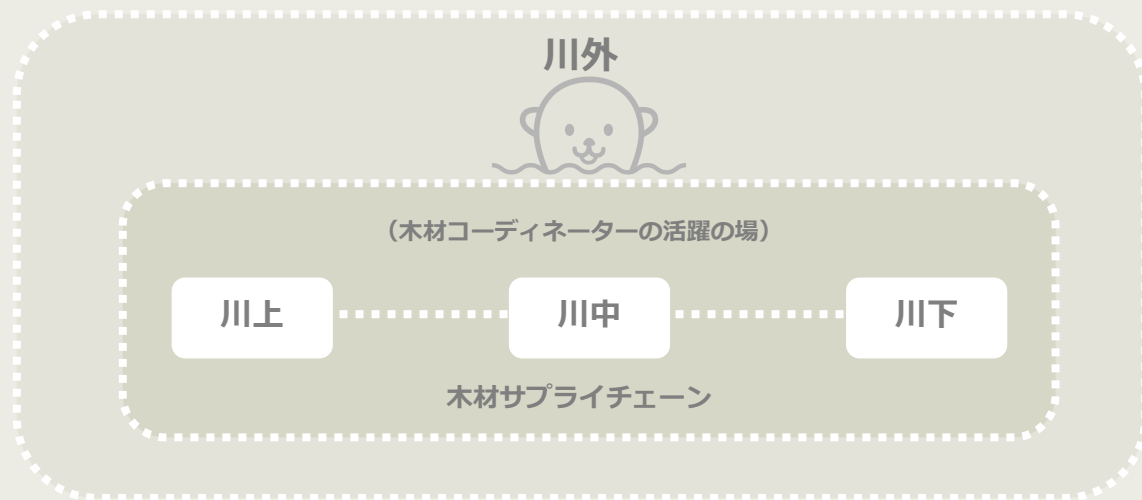 川外
（木材コーディネーターの活躍の場）
川上
川中
川下
木材サプライチェーン